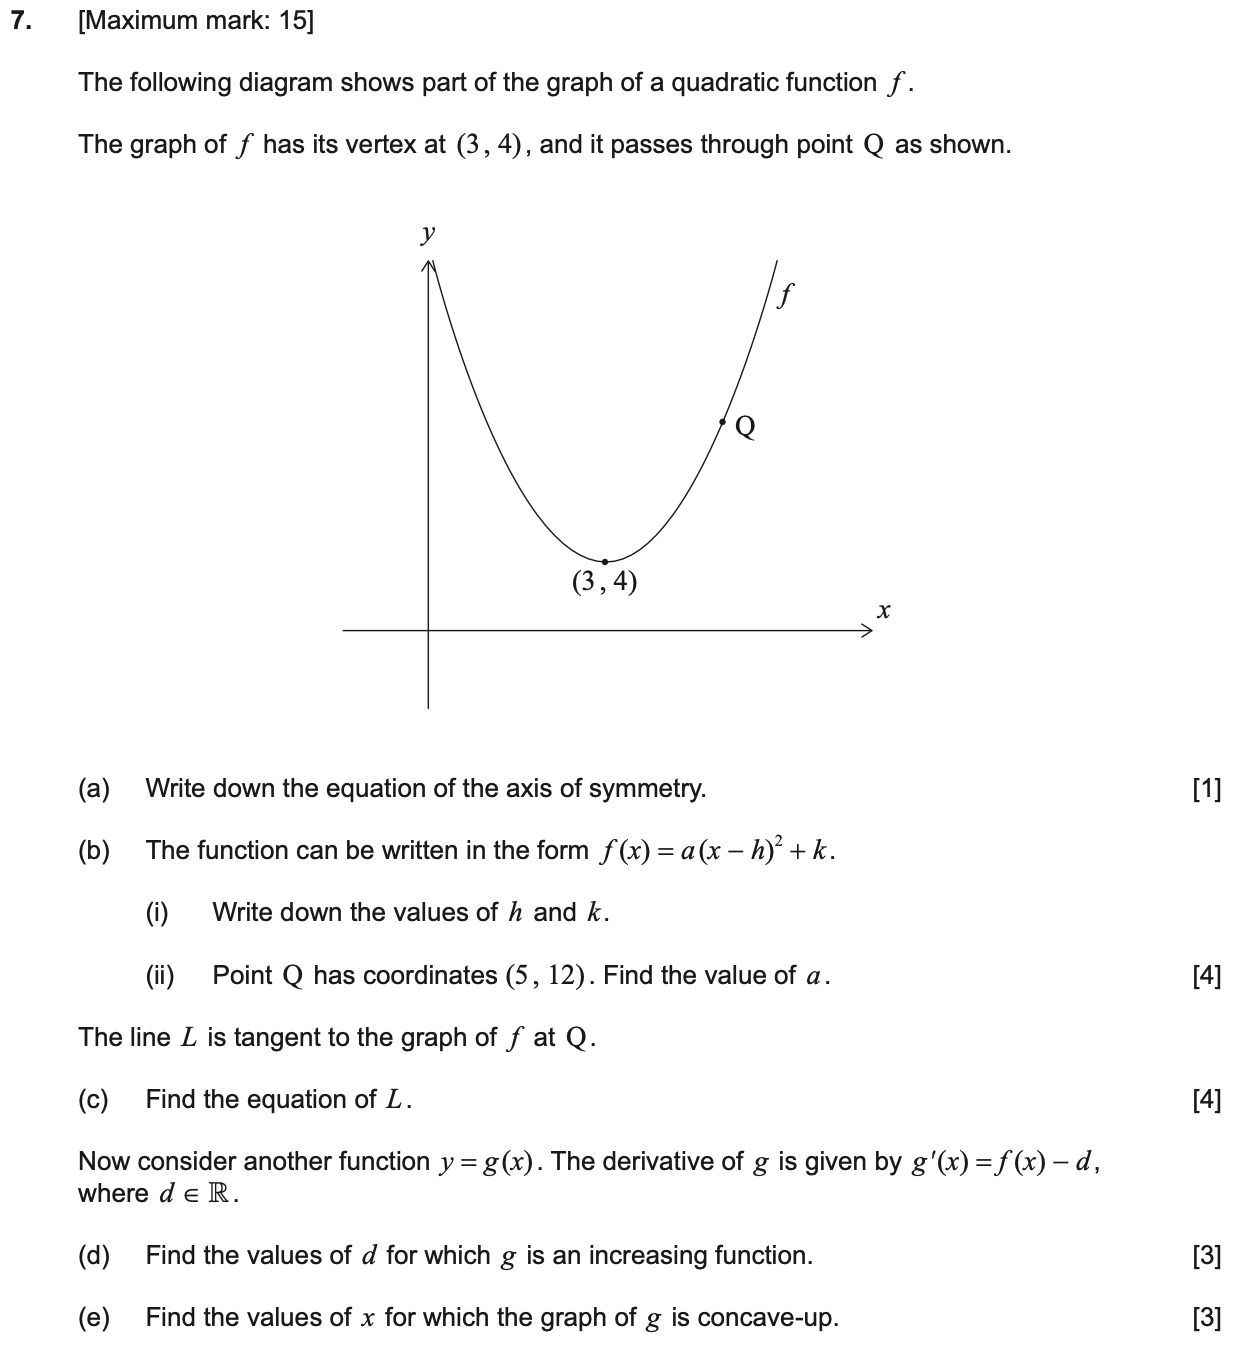 7. [Maximum mark: 15]
The following diagram shows part of the graph of a quadratic function f.
The graph of f has its vertex at (3, 4), and it passes through point Q as shown.
y
f
Q
(3, 4)
x
(a) Write down the equation of the axis of symmetry. [1]
(b) The function can be written in the form f(x) = a(x − h)² + k.
(i) Write down the values of h and k.
(ii) Point Q has coordinates (5, 12). Find the value of a. [4]
The line L is tangent to the graph of f at Q.
(c) Find the equation of L. [4]
Now consider another function y = g(x). The derivative of g is given by g′(x) = f(x) − d,
where d ∈ ℝ.
(d) Find the values of d for which g is an increasing function. [3]
(e) Find the values of x for which the graph of g is concave-up. [3]